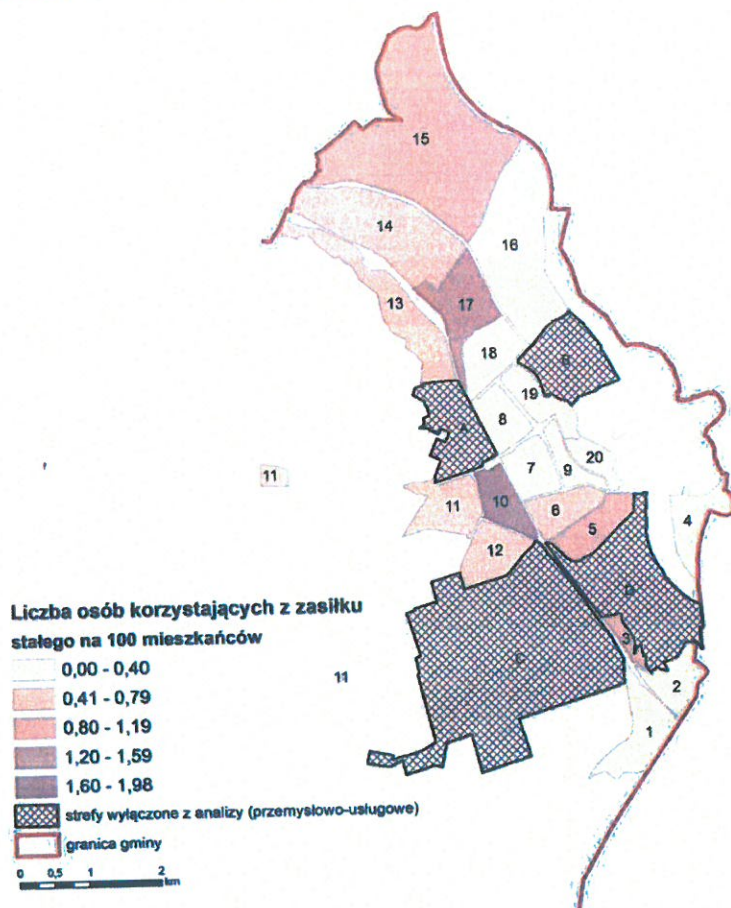 15
14
16
13
17
18
B
19
8
A
20
7
9
11
11
10
6
4
5
12
D
3
C
2
1
11
Liczba osób korzystających z zasiłku
stałego na 100 mieszkańców
0,00 - 0,40
0,41 - 0,79
0,80 - 1,19
1,20 - 1,59
1,60 - 1,98
strefy wyłączone z analizy (przemysłowo-usługowe)
granica gminy
0 0,5 1 2
km